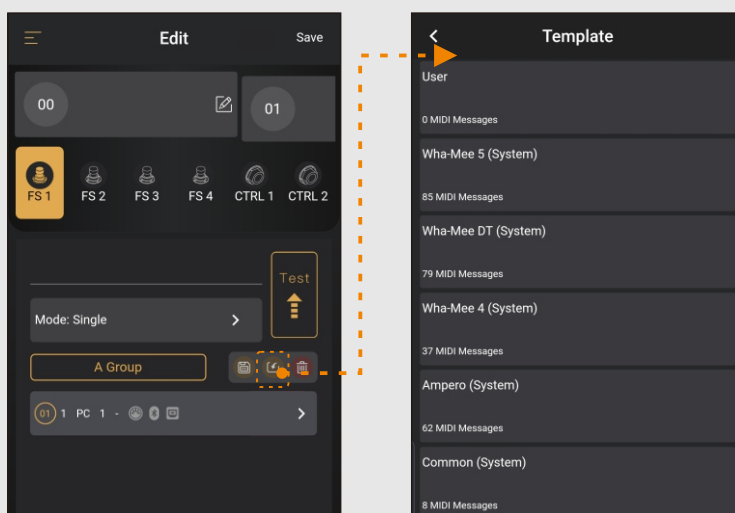 Edit
Save
00
01
FS 1
FS 2
FS 3
FS 4
CTRL 1
CTRL 2
Test
Mode: Single
A Group
01 1 PC 1 -
Template
User
0 MIDI Messages
Wha-Mee 5 (System)
85 MIDI Messages
Wha-Mee DT (System)
79 MIDI Messages
Wha-Mee 4 (System)
37 MIDI Messages
Ampero (System)
62 MIDI Messages
Common (System)
8 MIDI Messages